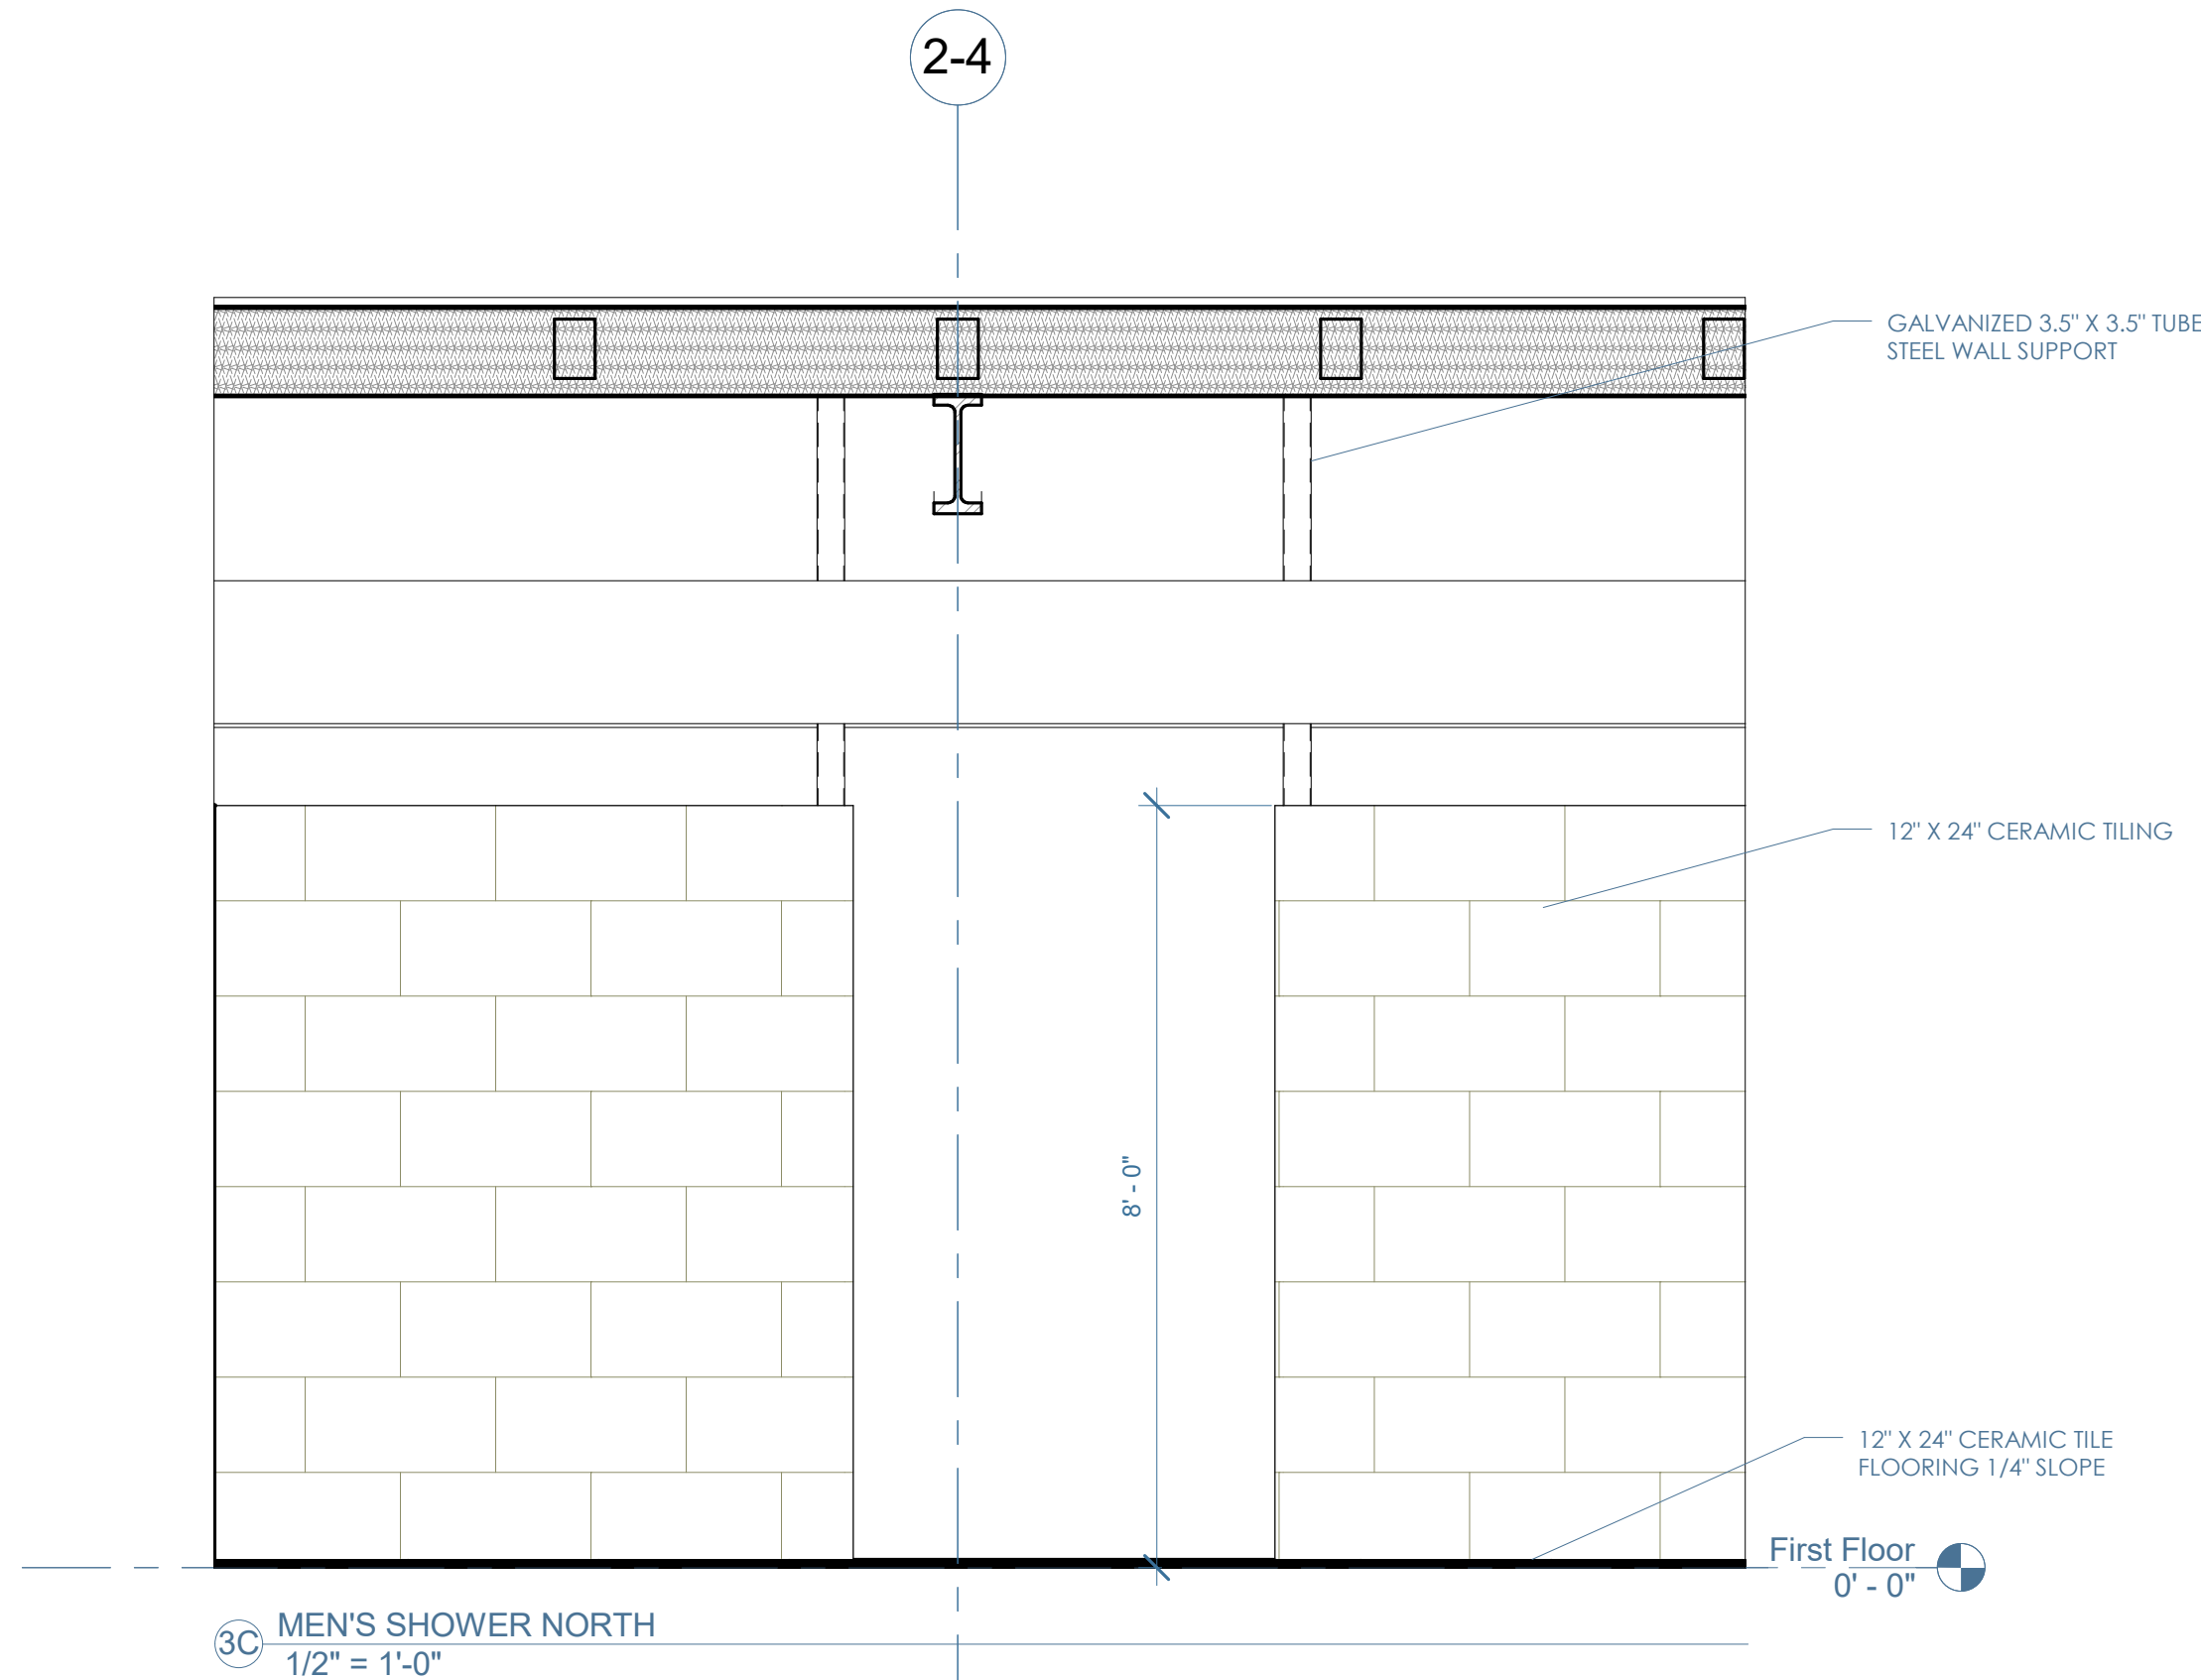 2-4
GALVANIZED 3.5" X 3.5" TUBE
STEEL WALL SUPPORT
12" X 24" CERAMIC TILING
8' - 0"
12" X 24" CERAMIC TILE
FLOORING 1/4" SLOPE
First Floor
0' - 0"
3C MEN'S SHOWER NORTH
1/2" = 1'-0"